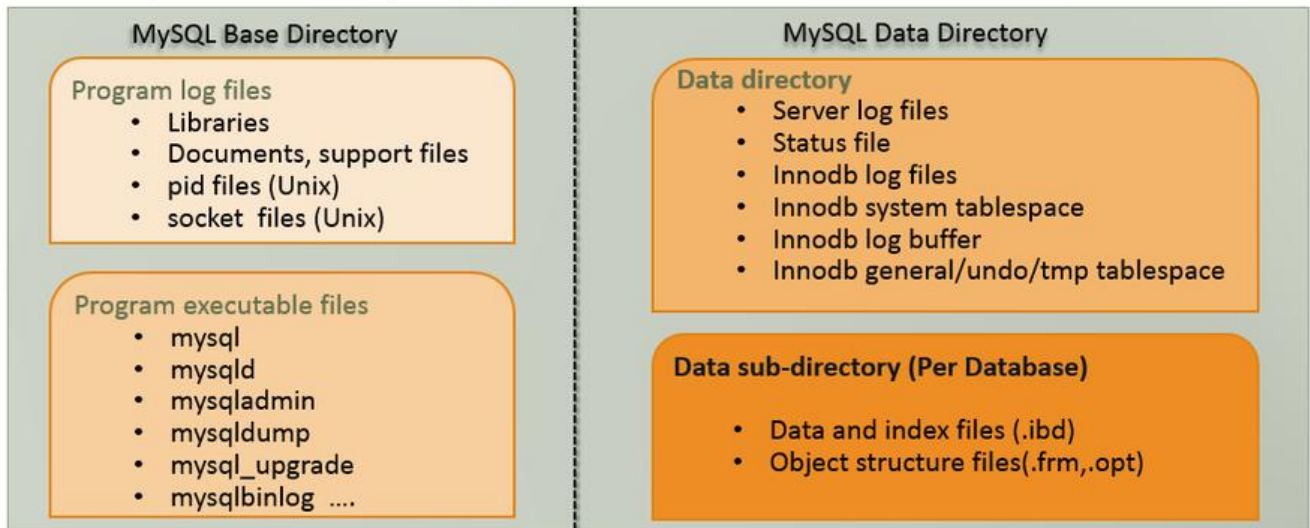 MySQL Base Directory
Program log files
• Libraries
• Documents, support files
• pid files (Unix)
• socket files (Unix)
Program executable files
• mysql
• mysqld
• mysqladmin
• mysqldump
• mysql_upgrade
• mysqlbinlog ....
MySQL Data Directory
Data directory
• Server log files
• Status file
• Innodb log files
• Innodb system tablespace
• Innodb log buffer
• Innodb general/undo/tmp tablespace
Data sub-directory (Per Database)
• Data and index files (.ibd)
• Object structure files(.frm,.opt)